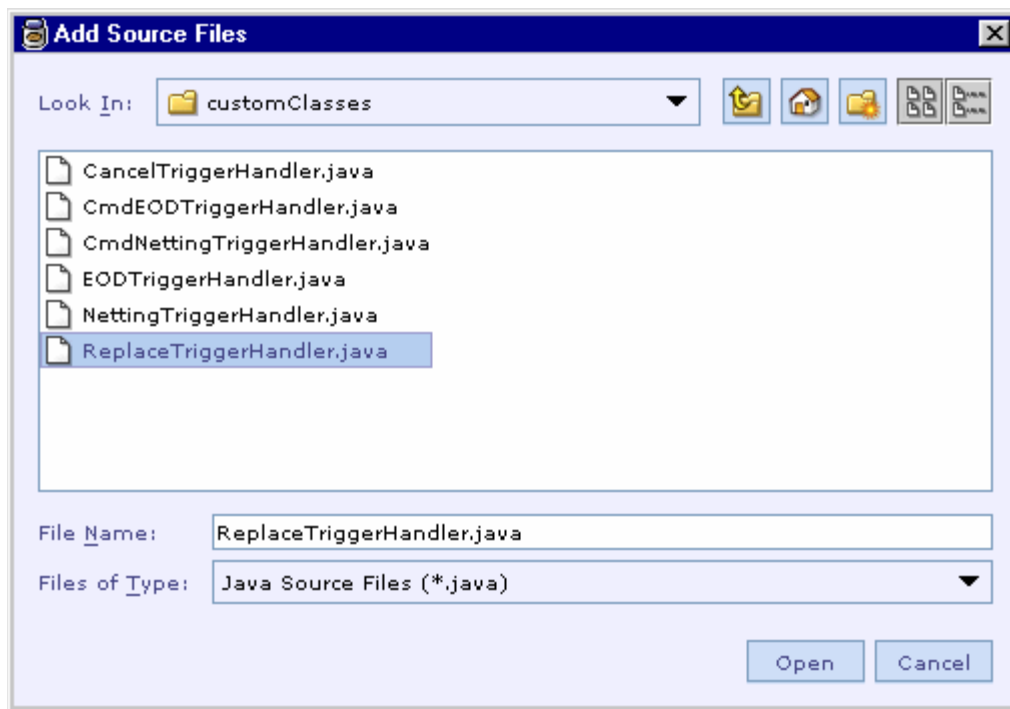 Add Source Files
Look In: customClasses
CancelTriggerHandler.java
CmdEODTriggerHandler.java
CmdNettingTriggerHandler.java
EODTriggerHandler.java
NettingTriggerHandler.java
ReplaceTriggerHandler.java
File Name: ReplaceTriggerHandler.java
Files of Type: Java Source Files (*.java)
Open Cancel